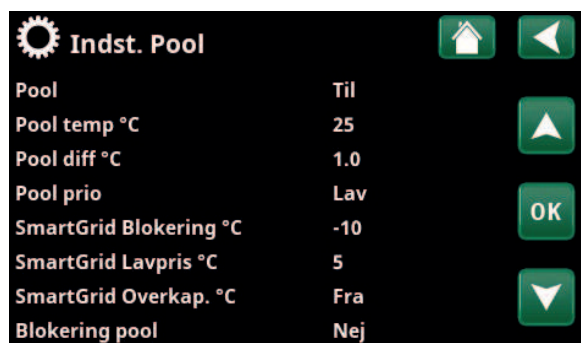 Indst. Pool
Pool Til
Pool temp °C 25
Pool diff °C 1.0
Pool prio Lav
SmartGrid Blokering °C -10
SmartGrid Lavpris °C 5
SmartGrid Overkap. °C Fra
Blokering pool Nej
OK